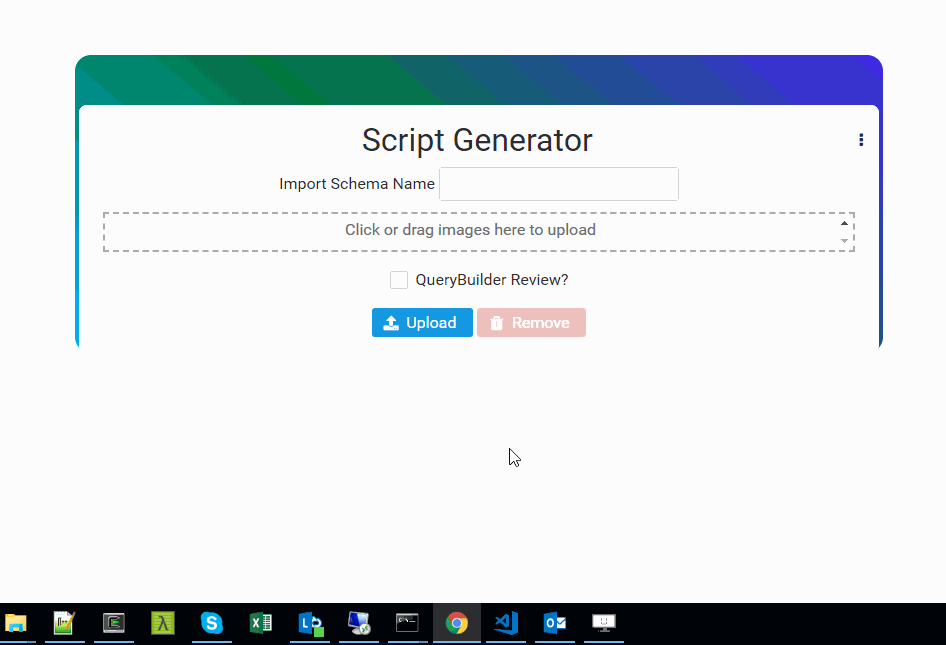 Script Generator
Import Schema Name
Click or drag images here to upload
QueryBuilder Review?
Upload Remove